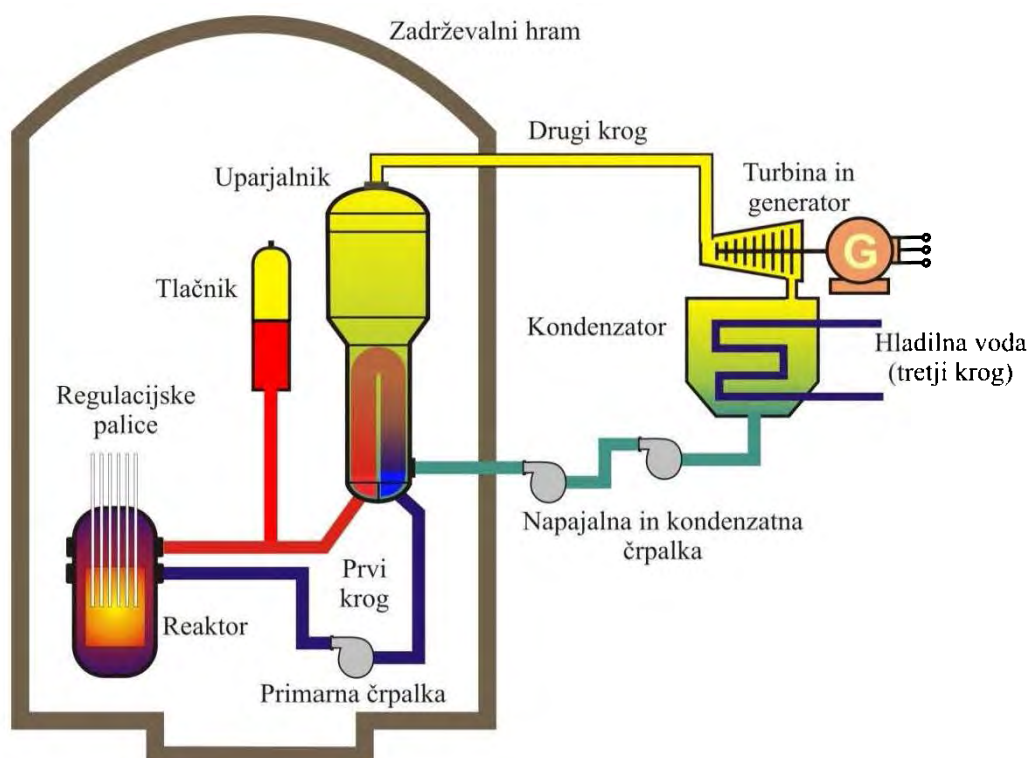 Zadrževalni hram
Drugi krog
Uparjalnik
Turbina in
generator
G
Tlačnik
Kondenzator
Hladilna voda
(tretji krog)
Regulacijske
palice
Napajalna in kondenzatna
črpalka
Prvi
krog
Reaktor
Primarna črpalka